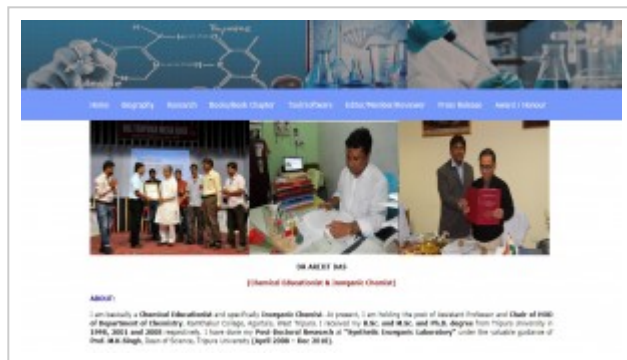 Thymine
Home Biography Research Books/Book Chapter Tool/Software Editor/Member/Reviewer Press Release Award / Honour
DR ARIJIT DAS
(Chemical Educationist & Inorganic Chemist)
ABOUT:
I am basically a Chemical Educationist and specifically Inorganic Chemist. At present, I am holding the post of Assistant Professor and Chair of HOD
of Department of Chemistry, Ramthakur College, Agartala, West Tripura. I received my B.Sc. and M.Sc. and Ph.D. degree from Tripura University in
1998, 2001 and 2008 respectively. I have done my Post-Doctoral Research at "Synthetic Inorganic Laboratory" under the valuable guidance of
Prof. M.K.Singh, Dean of Science, Tripura University (April 2008 - Dec 2010).